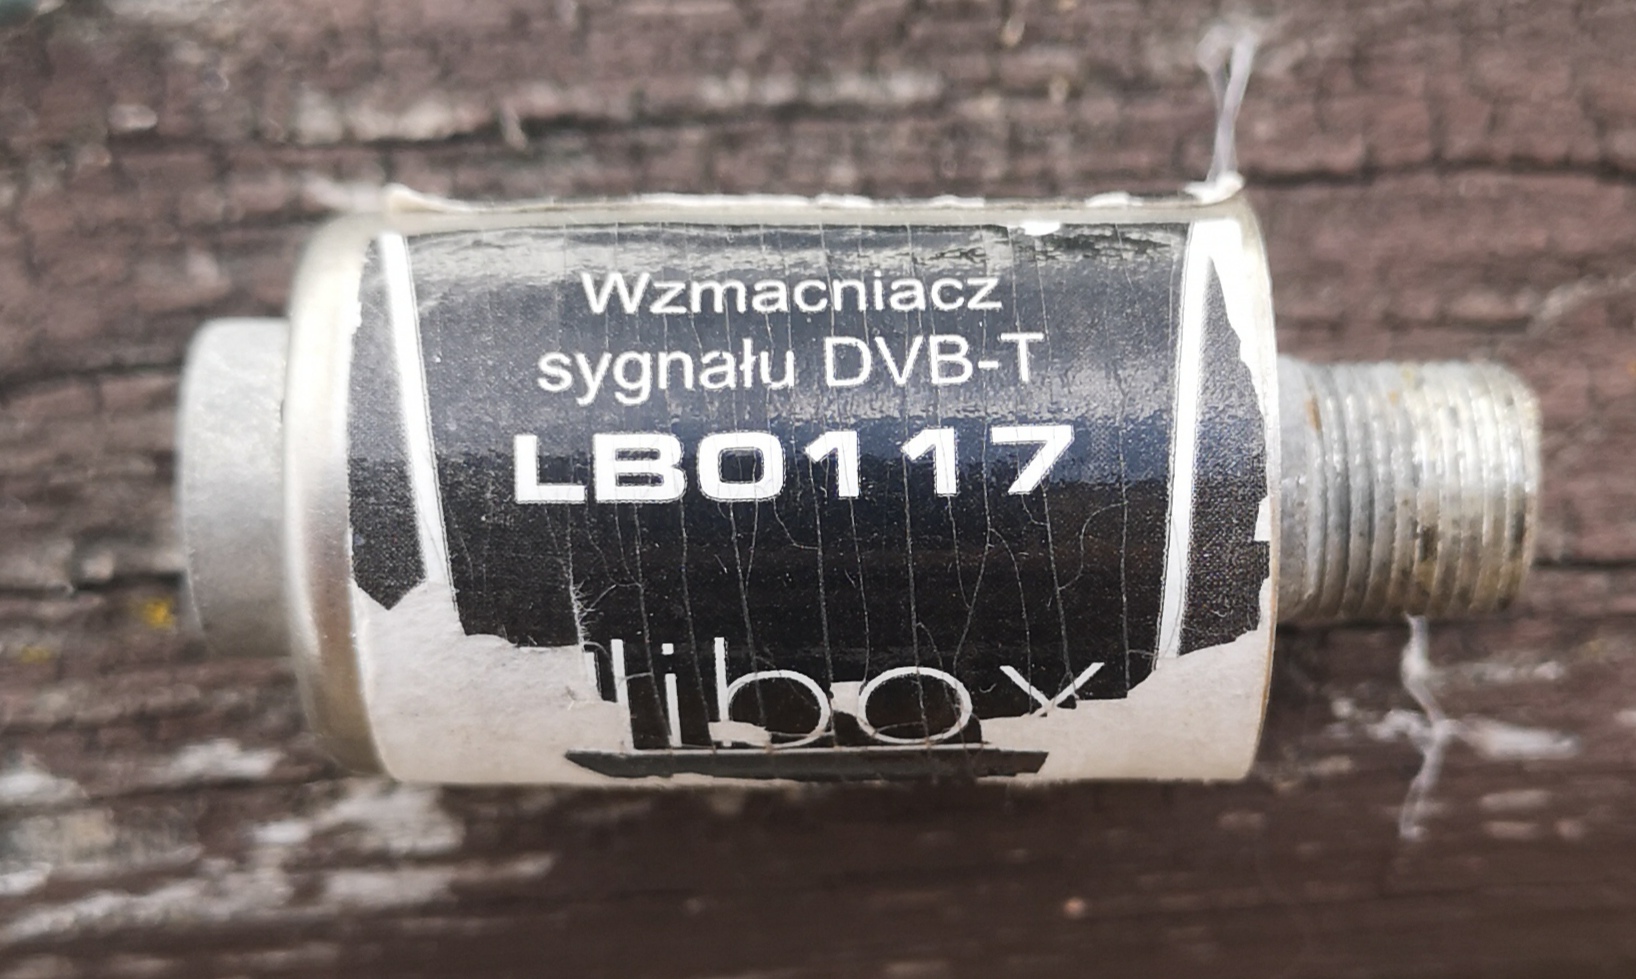 Wzmacniacz
sygnału DVB-T
LB0117
libox